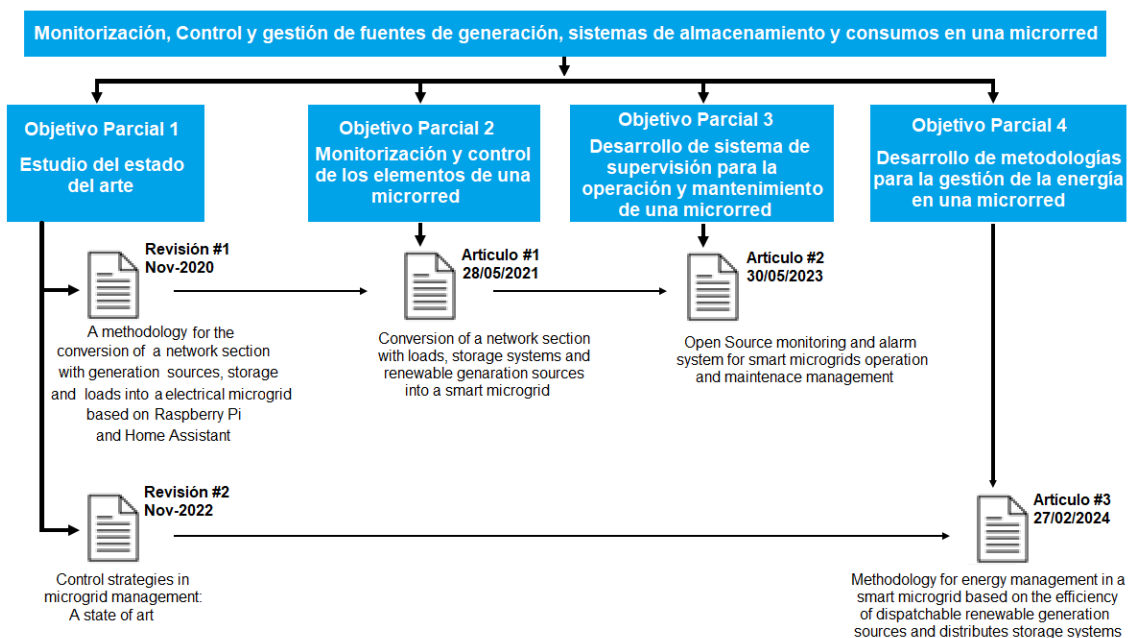 Monitorización, Control y gestión de fuentes de generación, sistemas de almacenamiento y consumos en una microrred
Objetivo Parcial 1
Estudio del estado
del arte
Objetivo Parcial 2
Monitorización y control
de los elementos de una
microrred
Objetivo Parcial 3
Desarrollo de sistema de
supervisión para la
operación y mantenimiento
de una microrred
Objetivo Parcial 4
Desarrollo de metodologías
para la gestión de la energía
en una microrred
Revisión #1
Nov-2020
A methodology for the
conversion of a network section
with generation sources, storage
and loads into a electrical microgrid
based on Raspberry Pi
and Home Assistant
Artículo #1
28/05/2021
Conversion of a network section
with loads, storage systems and
renewable genaration sources
into a smart microgrid
Artículo #2
30/05/2023
Open Source monitoring and alarm
system for smart microgrids operation
and maintenace management
Revisión #2
Nov-2022
Control strategies in
microgrid management:
A state of art
Artículo #3
27/02/2024
Methodology for energy management in a
smart microgrid based on the efficiency
of dispatchable renewable generation
sources and distributes storage systems